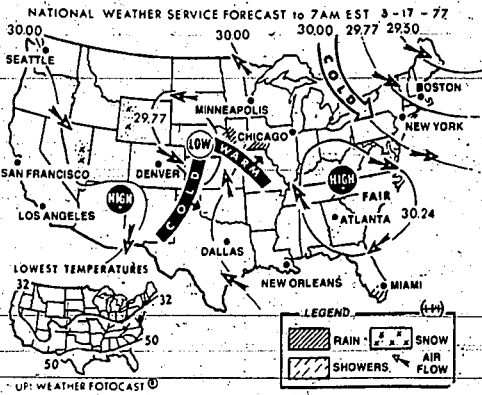 NATIONAL WEATHER SERVICE FORECAST to 7AM EST 3-17-77
30.00 30.00 30.00 29.77 29.50
SEATTLE
COLD
BOSTON
MINNEAPOLIS
29.77
NEW YORK
CHICAGO
LOW
WARM
SAN FRANCISCO
DENVER
HIGH
HIGH
FAIR
COLD
LOS ANGELES
ATLANTA
30.24
DALLAS
LOWEST TEMPERATURES
NEW ORLEANS
MIAMI
32
32
50
50
LEGEND
RAIN
SNOW
SHOWERS
AIR FLOW
UPI WEATHER FOTOCAST ®